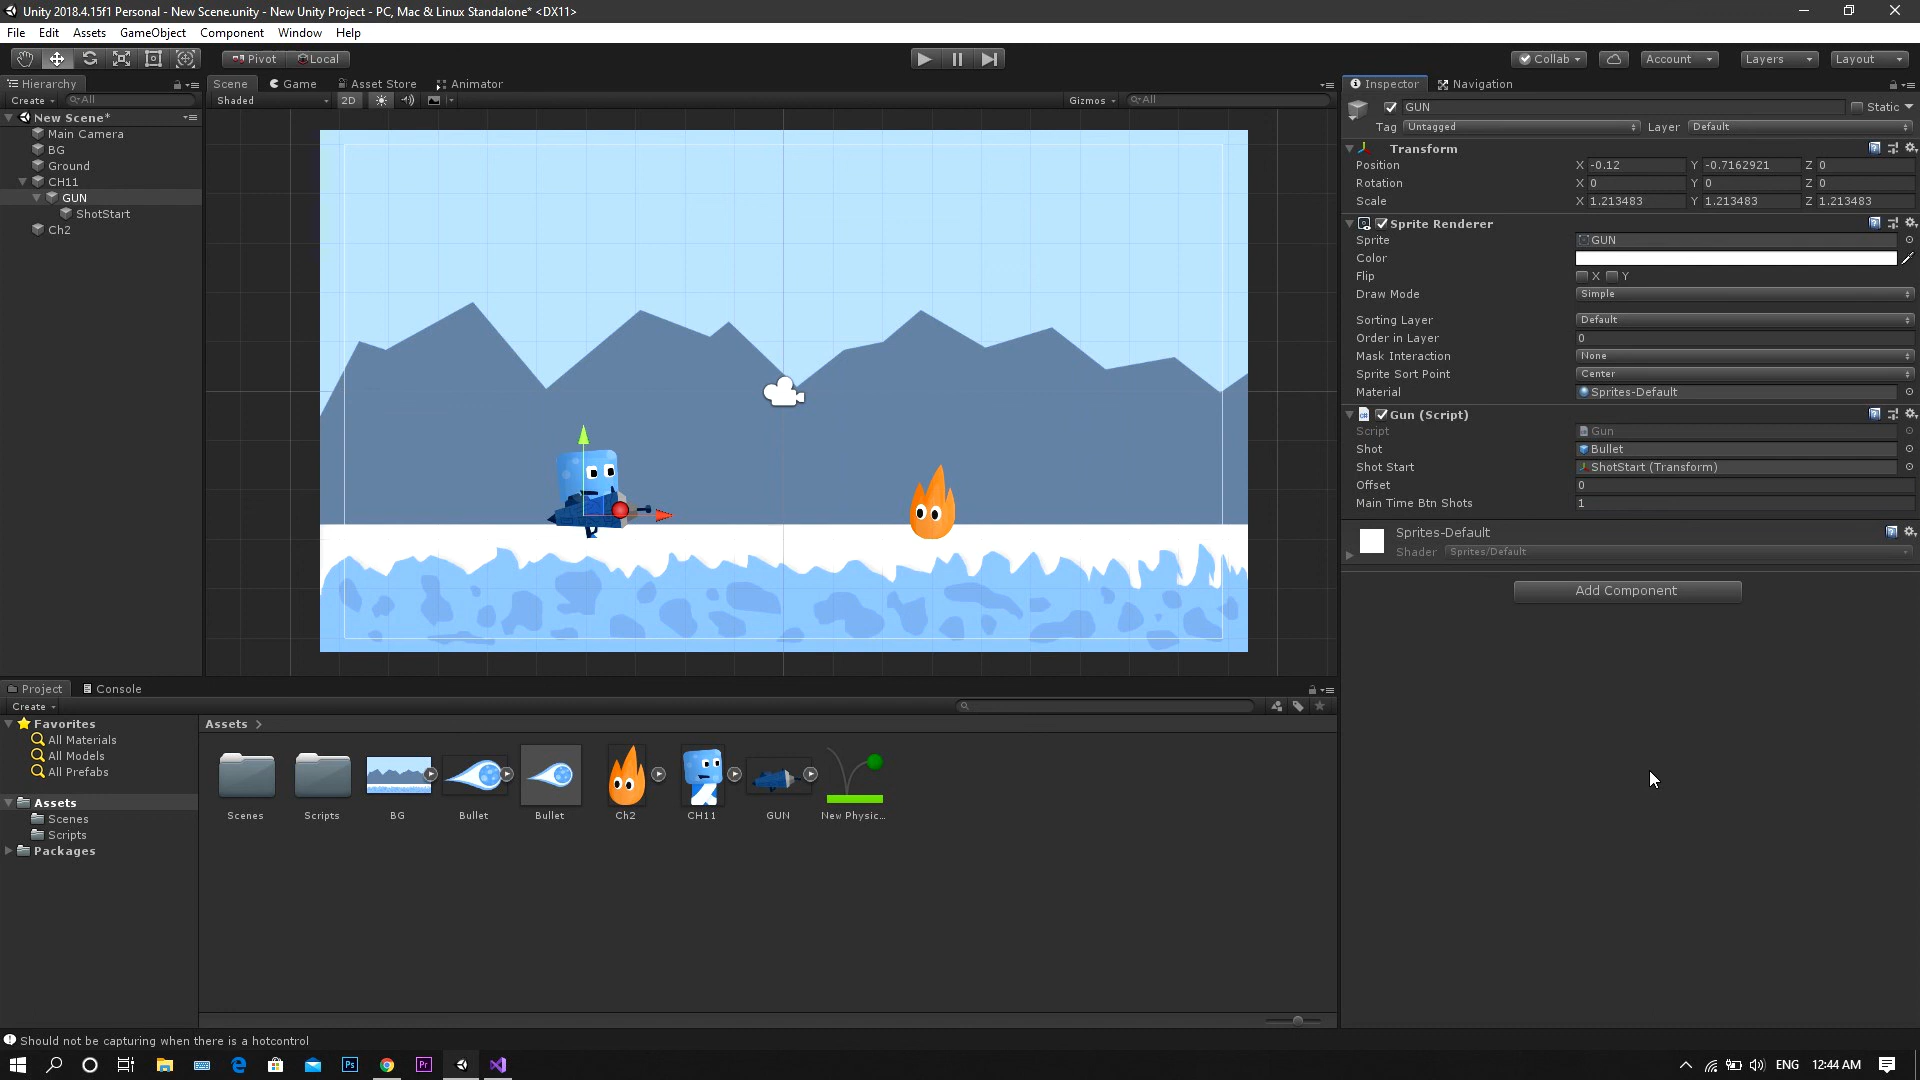 Unity 2018.4.15f1 Personal - New Scene.unity - New Unity Project - PC, Mac & Linux Standalone* <DX11>
File Edit Assets GameObject Component Window Help
Pivot Local Collab Account Layers Layout
Hierarchy Scene Game Asset Store Animator Inspector Navigation
Create All Shaded 2D Gizmos All
New Scene*
Main Camera
BG
Ground
CH11
GUN
ShotStart
Ch2
GUN Static
Tag Untagged Layer Default
Transform
Position X -0.12 Y -0.7162921 Z 0
Rotation X 0 Y 0 Z 0
Scale X 1.213483 Y 1.213483 Z 1.213483
Sprite Renderer
Sprite GUN
Color
Flip X Y
Draw Mode Simple
Sorting Layer Default
Order in Layer 0
Mask Interaction None
Sprite Sort Point Center
Material Sprites-Default
Gun (Script)
Script Gun
Shot Bullet
Shot Start ShotStart (Transform)
Offset 0
Main Time Btn Shots 1
Sprites-Default
Shader Sprites/Default
Add Component
Project Console
Create
Favorites
All Materials
All Models
All Prefabs
Assets
Scenes
Scripts
Packages
Assets
Scenes Scripts BG Bullet Bullet Ch2 CH11 GUN New Physic...
Should not be capturing when there is a hotcontrol
Ps Pr ENG 12:44 AM